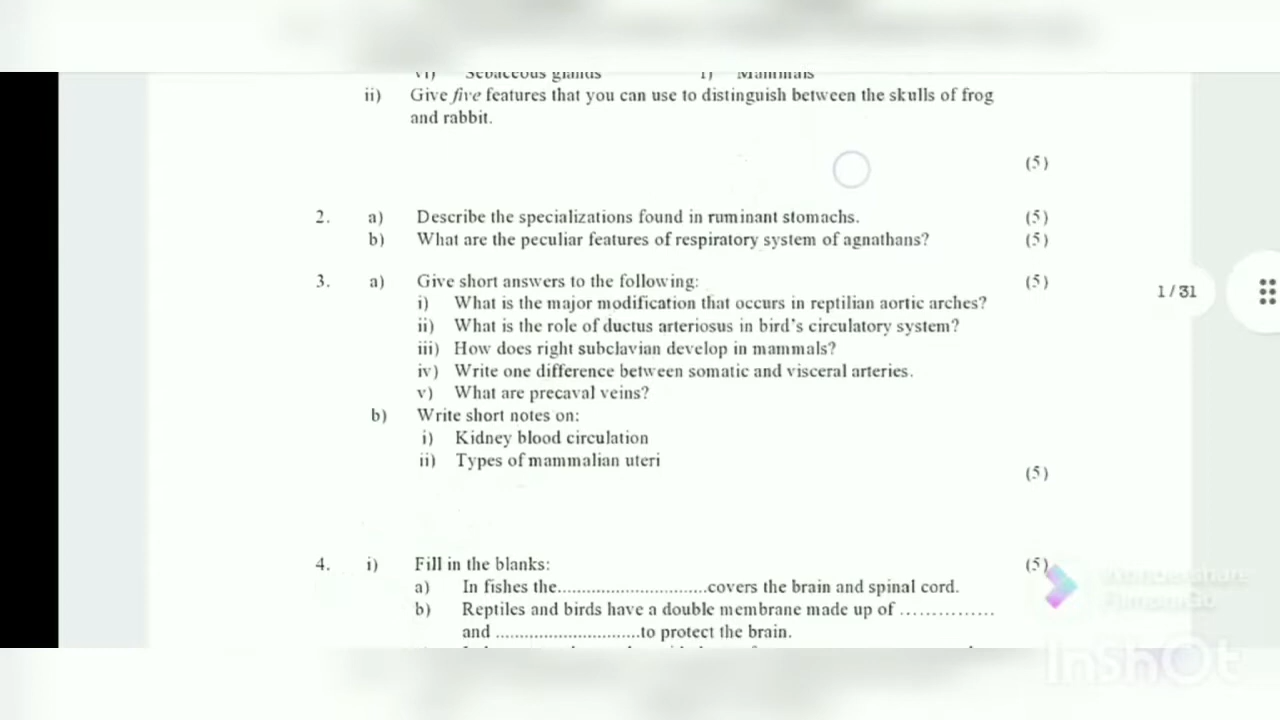 vi) Sebaceous glands i) Mammals
ii) Give five features that you can use to distinguish between the skulls of frog
and rabbit.
(5)
2. a) Describe the specializations found in ruminant stomachs. (5)
b) What are the peculiar features of respiratory system of agnathans? (5)
3. a) Give short answers to the following: (5)
i) What is the major modification that occurs in reptilian aortic arches?
ii) What is the role of ductus arteriosus in bird's circulatory system?
iii) How does right subclavian develop in mammals?
iv) Write one difference between somatic and visceral arteries.
v) What are precaval veins?
b) Write short notes on:
i) Kidney blood circulation
ii) Types of mammalian uteri
(5)
4. i) Fill in the blanks: (5)
a) In fishes the..............................covers the brain and spinal cord.
b) Reptiles and birds have a double membrane made up of ...............
and ............................to protect the brain.
1 / 31
Wondershare
InShOt